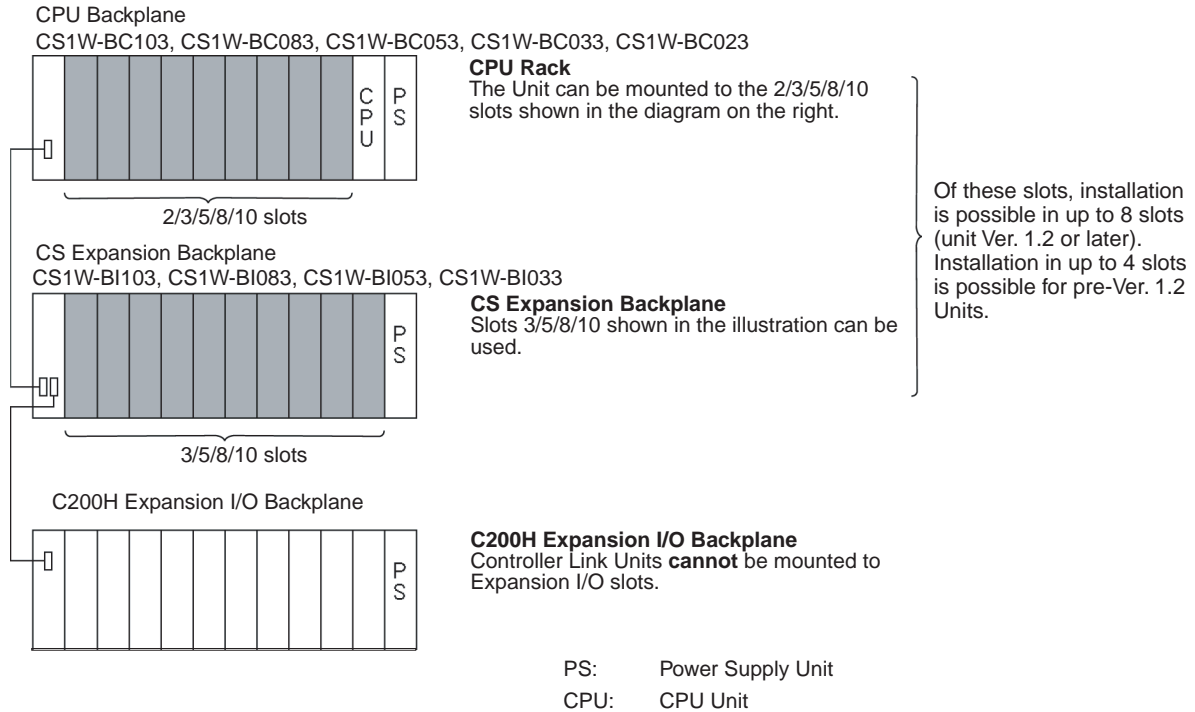 CPU Backplane
CS1W-BC103, CS1W-BC083, CS1W-BC053, CS1W-BC033, CS1W-BC023
CPU Rack
The Unit can be mounted to the 2/3/5/8/10
slots shown in the diagram on the right.
C
P
U
P
S
2/3/5/8/10 slots
CS Expansion Backplane
CS1W-BI103, CS1W-BI083, CS1W-BI053, CS1W-BI033
CS Expansion Backplane
Slots 3/5/8/10 shown in the illustration can be
used.
P
S
3/5/8/10 slots
Of these slots, installation
is possible in up to 8 slots
(unit Ver. 1.2 or later).
Installation in up to 4 slots
is possible for pre-Ver. 1.2
Units.
C200H Expansion I/O Backplane
C200H Expansion I/O Backplane
Controller Link Units cannot be mounted to
Expansion I/O slots.
P
S
PS: Power Supply Unit
CPU: CPU Unit